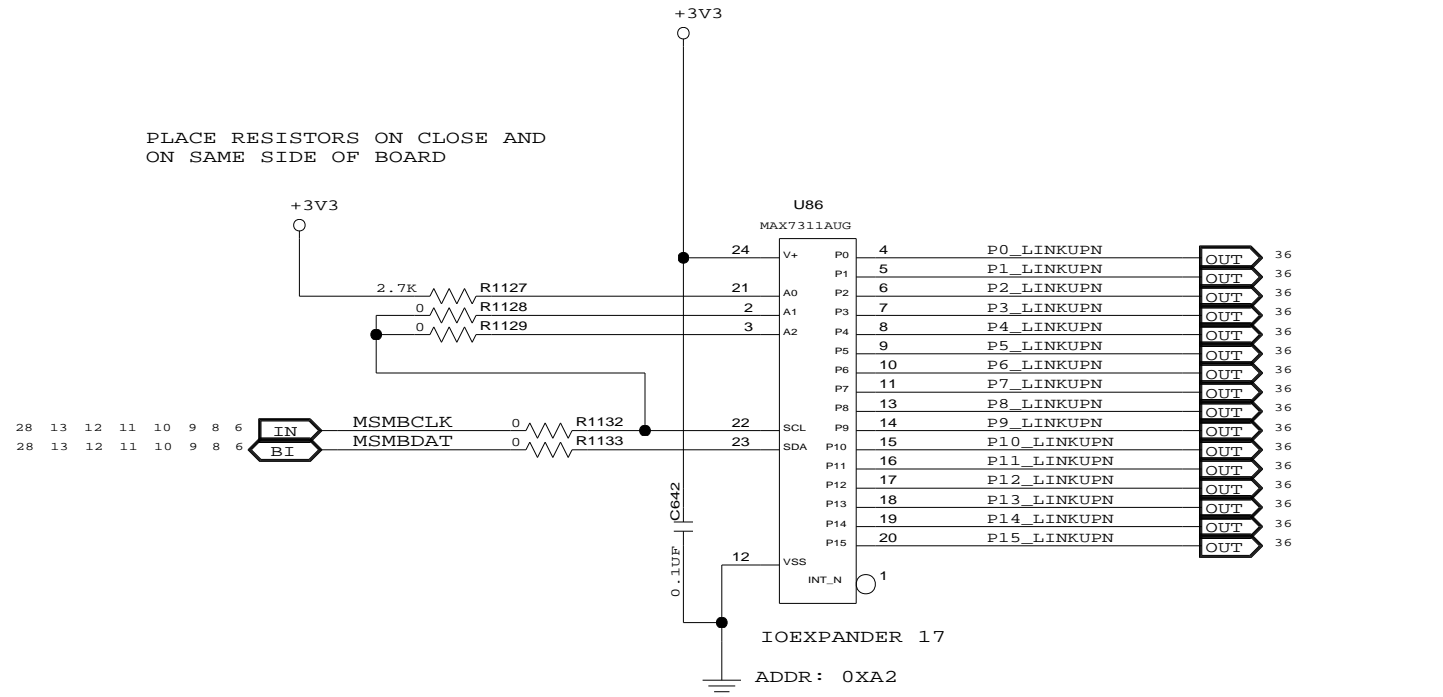 +3V3
PLACE RESISTORS ON CLOSE AND
ON SAME SIDE OF BOARD
+3V3
U86
MAX7311AUG
24 V+ P0 4 P0_LINKUPN OUT 36
P1 5 P1_LINKUPN OUT 36
2.7K R1127 21 A0 P2 6 P2_LINKUPN OUT 36
0 R1128 2 A1 P3 7 P3_LINKUPN OUT 36
0 R1129 3 A2 P4 8 P4_LINKUPN OUT 36
P5 9 P5_LINKUPN OUT 36
P6 10 P6_LINKUPN OUT 36
P7 11 P7_LINKUPN OUT 36
P8 13 P8_LINKUPN OUT 36
28 13 12 11 10 9 8 6 IN MSMBCLK 0 R1132 22 SCL P9 14 P9_LINKUPN OUT 36
28 13 12 11 10 9 8 6 BI MSMBDAT 0 R1133 23 SDA P10 15 P10_LINKUPN OUT 36
P11 16 P11_LINKUPN OUT 36
P12 17 P12_LINKUPN OUT 36
P13 18 P13_LINKUPN OUT 36
P14 19 P14_LINKUPN OUT 36
P15 20 P15_LINKUPN OUT 36
C642
0.1UF
12 VSS
INT_N 1
IOEXPANDER 17
ADDR: 0XA2